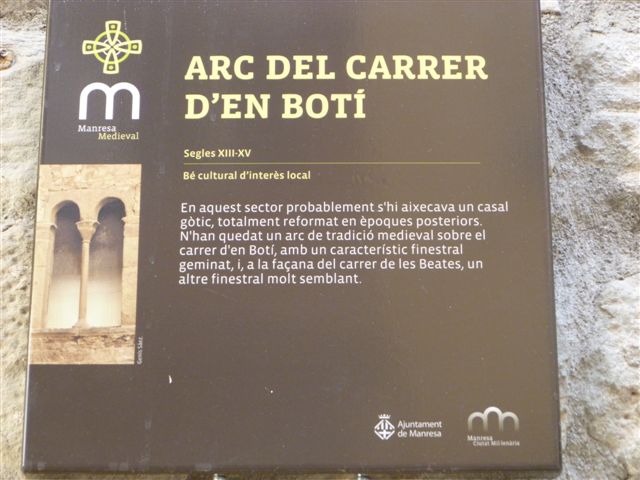 Manresa
Medieval
ARC DEL CARRER
D'EN BOTÍ
Segles XIII-XV
Bé cultural d'interès local
En aquest sector probablement s'hi aixecava un casal
gòtic, totalment reformat en èpoques posteriors.
N'han quedat un arc de tradició medieval sobre el
carrer d'en Botí, amb un característic finestral
geminat, i, a la façana del carrer de les Beates, un
altre finestral molt semblant.
Genís Sáez
Ajuntament
de Manresa
Manresa
Ciutat Mil·lenària